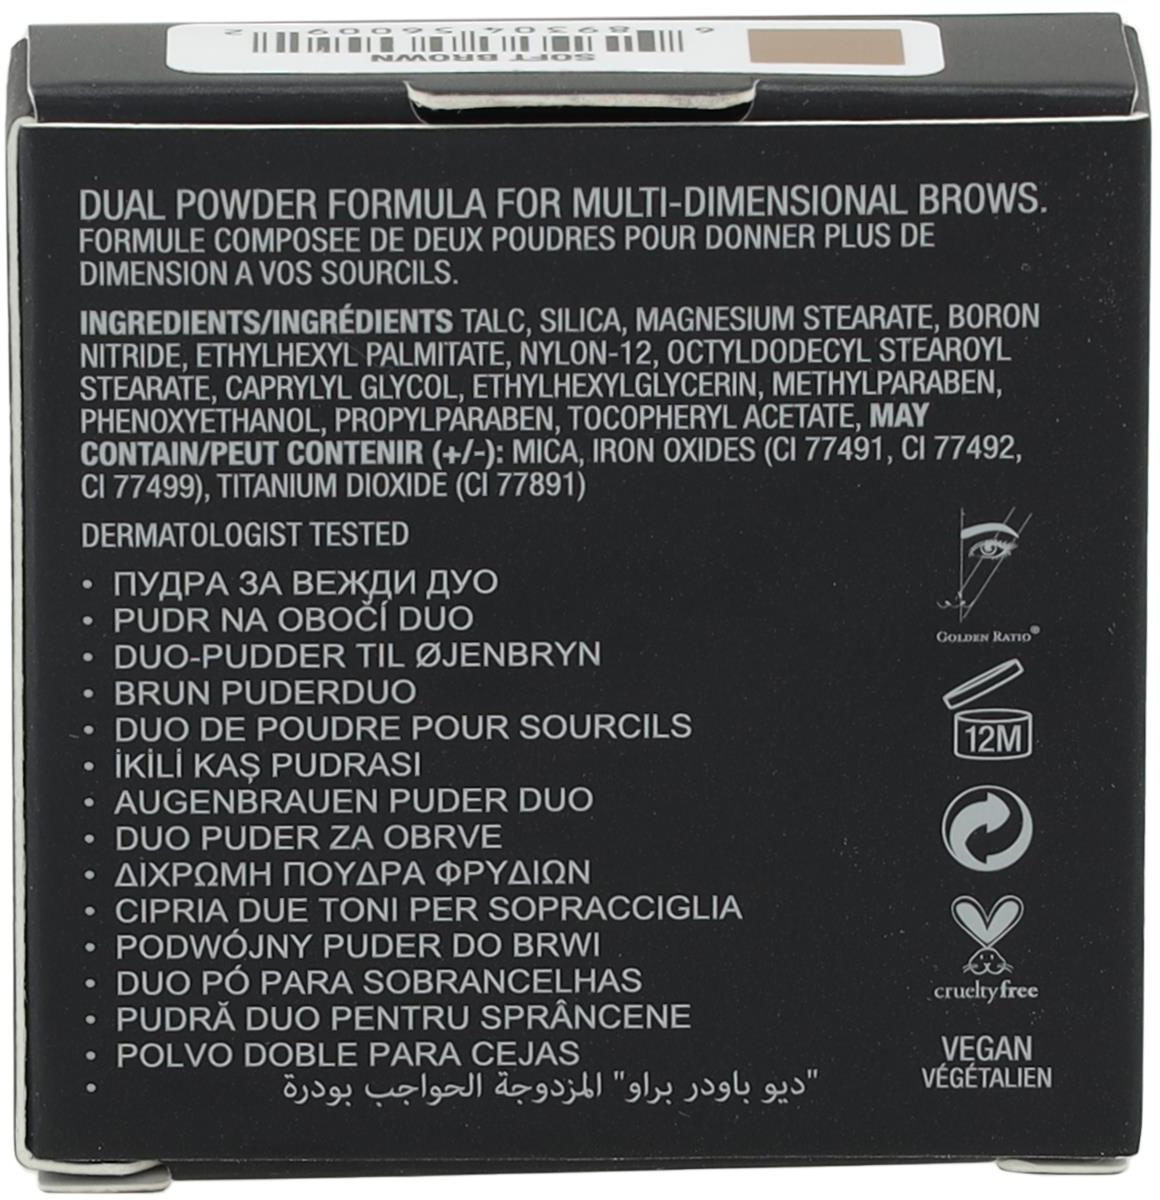 SOFT BROWN
6 89304 56009 2
DUAL POWDER FORMULA FOR MULTI-DIMENSIONAL BROWS.
FORMULE COMPOSEE DE DEUX POUDRES POUR DONNER PLUS DE
DIMENSION A VOS SOURCILS.
INGREDIENTS/INGRÉDIENTS TALC, SILICA, MAGNESIUM STEARATE, BORON
NITRIDE, ETHYLHEXYL PALMITATE, NYLON-12, OCTYLDODECYL STEAROYL
STEARATE, CAPRYLYL GLYCOL, ETHYLHEXYLGLYCERIN, METHYLPARABEN,
PHENOXYETHANOL, PROPYLPARABEN, TOCOPHERYL ACETATE, MAY
CONTAIN/PEUT CONTENIR (+/-): MICA, IRON OXIDES (CI 77491, CI 77492,
CI 77499), TITANIUM DIOXIDE (CI 77891)
DERMATOLOGIST TESTED
• ПУДРА ЗА ВЕЖДИ ДУО
• PUDR NA OBOČÍ DUO
• DUO-PUDDER TIL ØJENBRYN
• BRUN PUDERDUO
• DUO DE POUDRE POUR SOURCILS
• İKİLİ KAŞ PUDRASI
• AUGENBRAUEN PUDER DUO
• DUO PUDER ZA OBRVE
• ΔΙΧΡΩΜΗ ΠΟΥΔΡΑ ΦΡΥΔΙΩΝ
• CIPRIA DUE TONI PER SOPRACCIGLIA
• PODWÓJNY PUDER DO BRWI
• DUO PÓ PARA SOBRANCELHAS
• PUDRĂ DUO PENTRU SPRÂNCENE
• POLVO DOBLE PARA CEJAS
• "ديو باودر براو" المزدوجة الحواجب بودرة
GOLDEN RATIO®
12M
crueltyfree
VEGAN
VÉGÉTALIEN